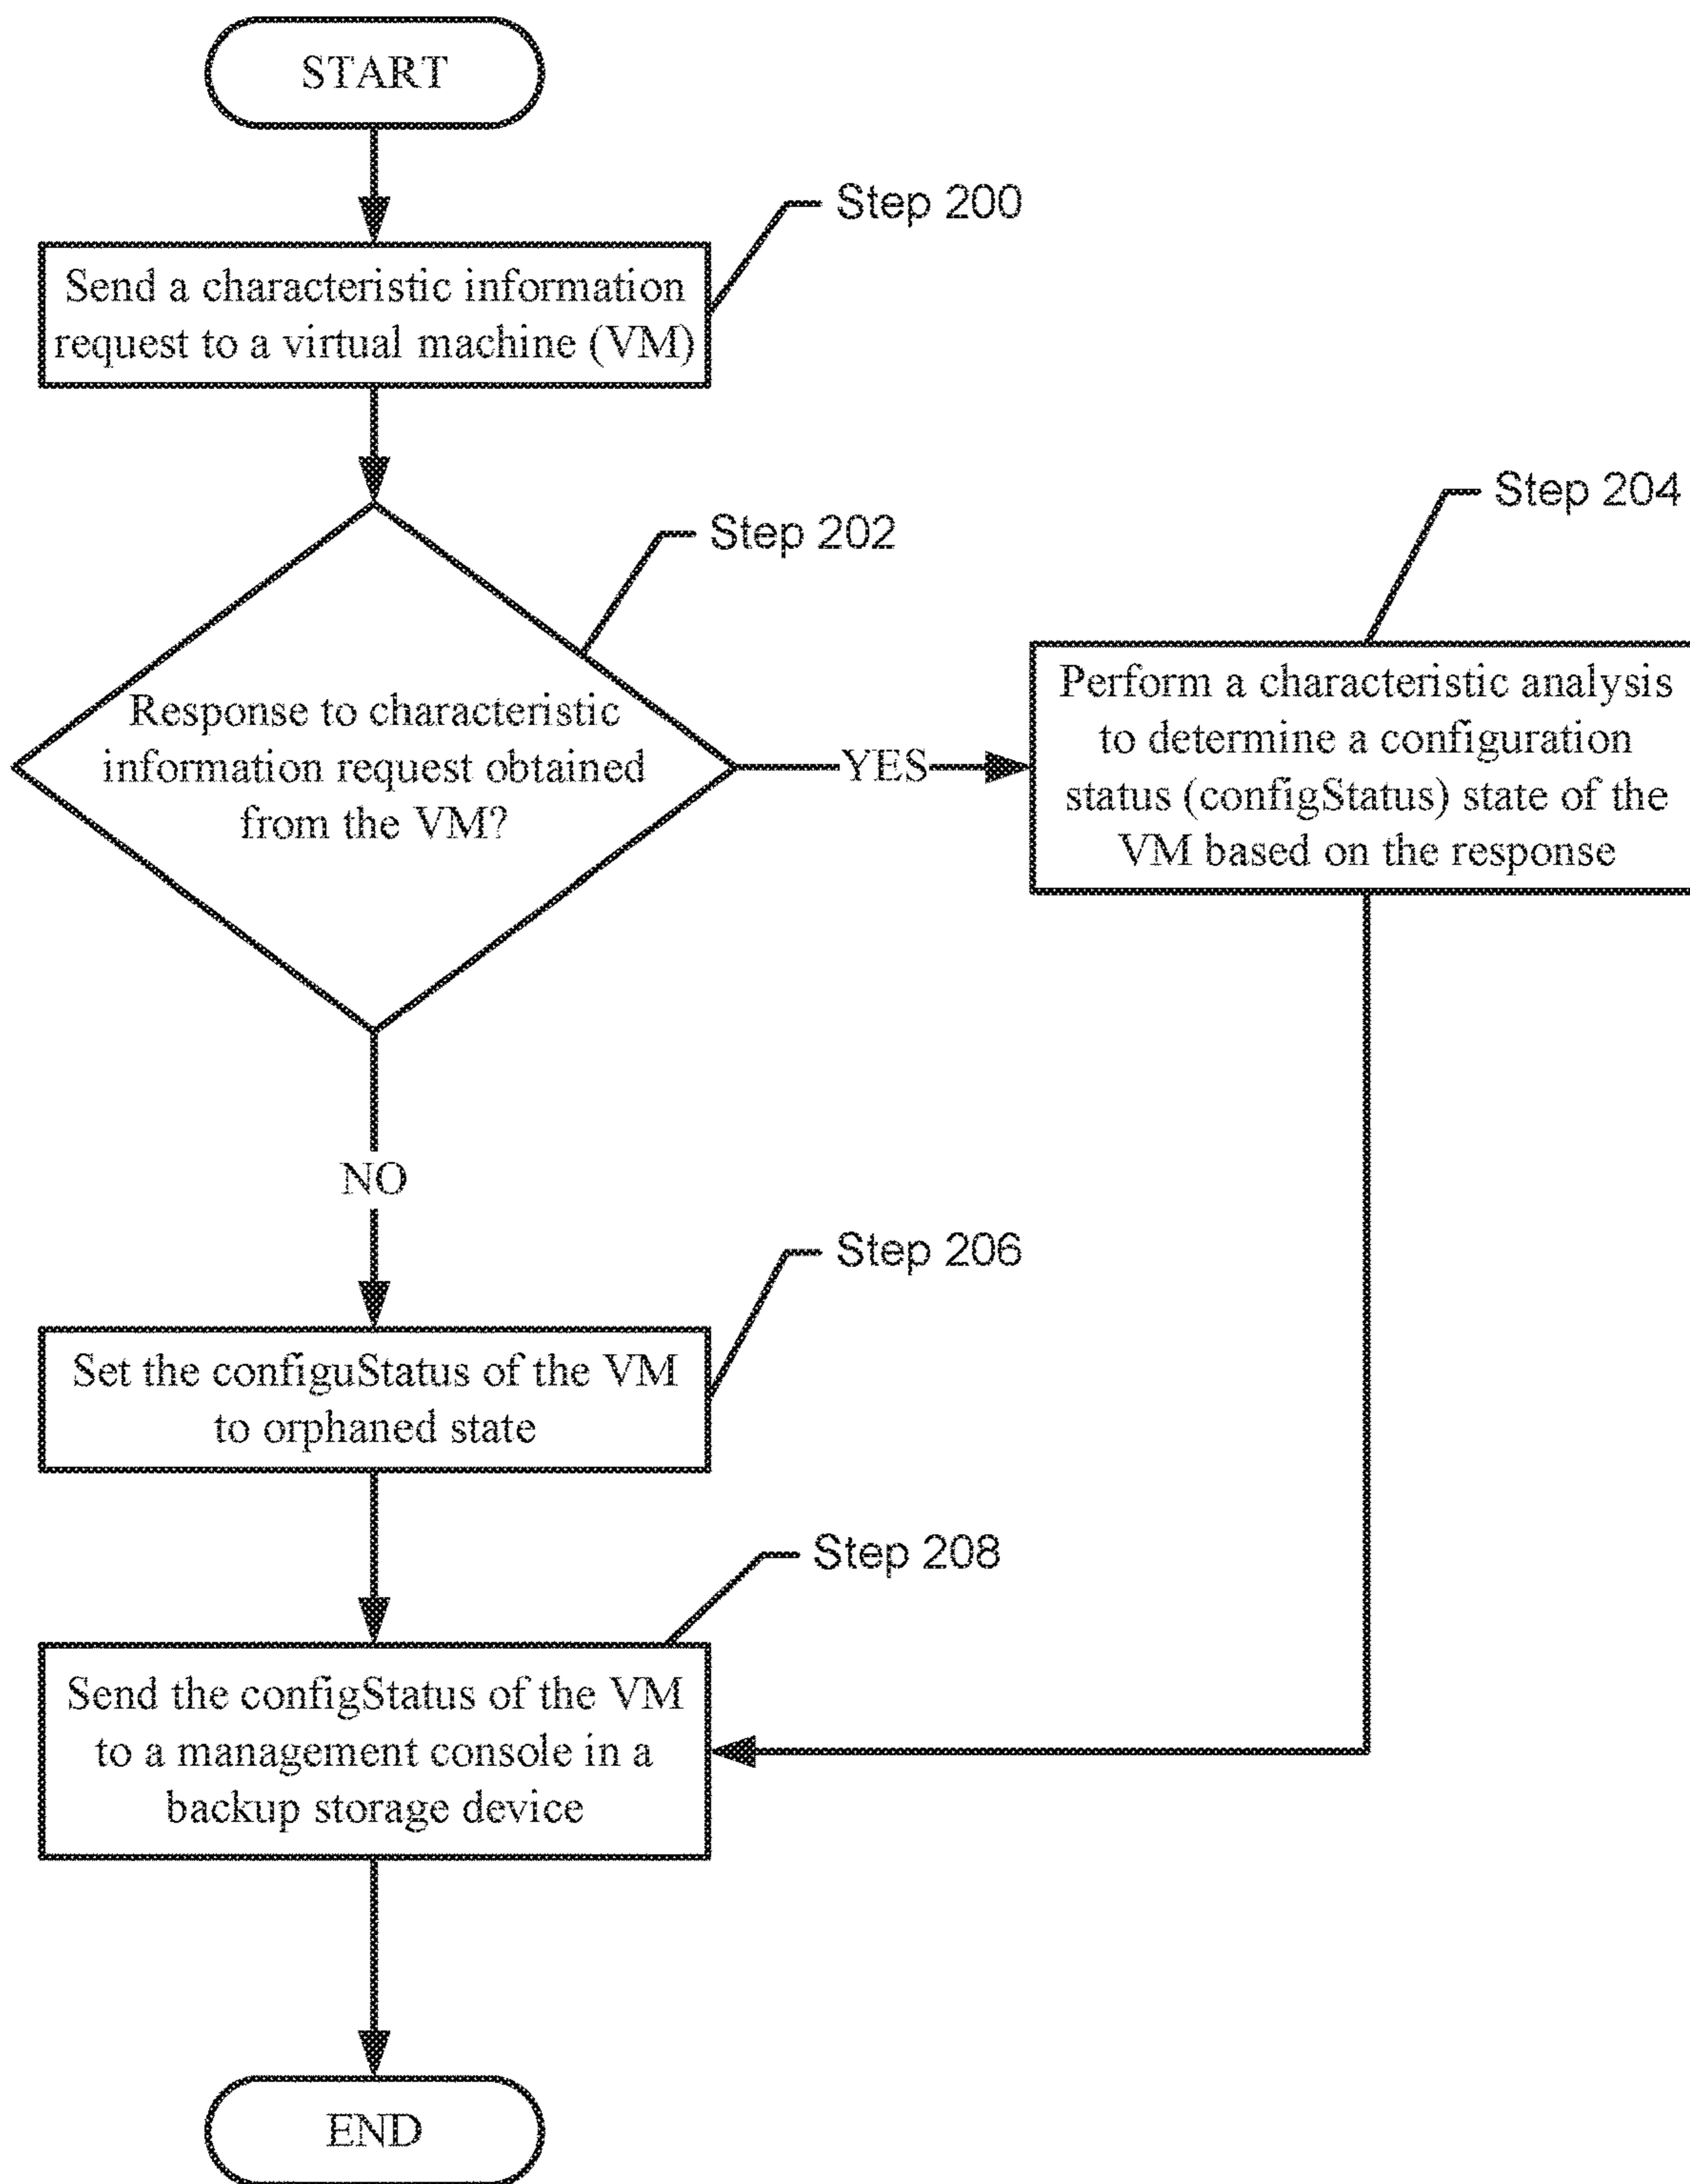 START
Step 200
Send a characteristic information
request to a virtual machine (VM)
Step 202
Response to characteristic
information request obtained
from the VM?
YES
Step 204
Perform a characteristic analysis
to determine a configuration
status (configStatus) state of the
VM based on the response
NO
Step 206
Set the configuStatus of the VM
to orphaned state
Step 208
Send the configStatus of the VM
to a management console in a
backup storage device
END